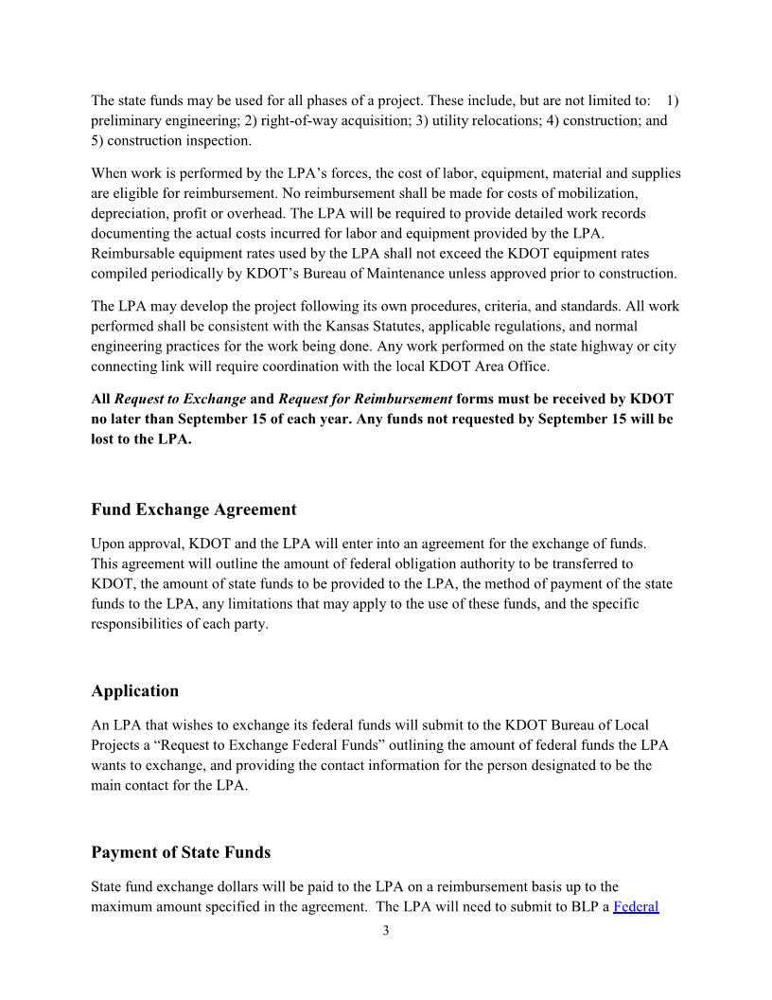 The state funds may be used for all phases of a project. These include, but are not limited to:    1)
preliminary engineering; 2) right-of-way acquisition; 3) utility relocations; 4) construction; and
5) construction inspection.
When work is performed by the LPA’s forces, the cost of labor, equipment, material and supplies
are eligible for reimbursement. No reimbursement shall be made for costs of mobilization,
depreciation, profit or overhead. The LPA will be required to provide detailed work records
documenting the actual costs incurred for labor and equipment provided by the LPA.
Reimbursable equipment rates used by the LPA shall not exceed the KDOT equipment rates
compiled periodically by KDOT’s Bureau of Maintenance unless approved prior to construction.
The LPA may develop the project following its own procedures, criteria, and standards. All work
performed shall be consistent with the Kansas Statutes, applicable regulations, and normal
engineering practices for the work being done. Any work performed on the state highway or city
connecting link will require coordination with the local KDOT Area Office.
All Request to Exchange and Request for Reimbursement forms must be received by KDOT
no later than September 15 of each year. Any funds not requested by September 15 will be
lost to the LPA.
Fund Exchange Agreement
Upon approval, KDOT and the LPA will enter into an agreement for the exchange of funds.
This agreement will outline the amount of federal obligation authority to be transferred to
KDOT, the amount of state funds to be provided to the LPA, the method of payment of the state
funds to the LPA, any limitations that may apply to the use of these funds, and the specific
responsibilities of each party.
Application
An LPA that wishes to exchange its federal funds will submit to the KDOT Bureau of Local
Projects a “Request to Exchange Federal Funds” outlining the amount of federal funds the LPA
wants to exchange, and providing the contact information for the person designated to be the
main contact for the LPA.
Payment of State Funds
State fund exchange dollars will be paid to the LPA on a reimbursement basis up to the
maximum amount specified in the agreement.  The LPA will need to submit to BLP a Federal
3